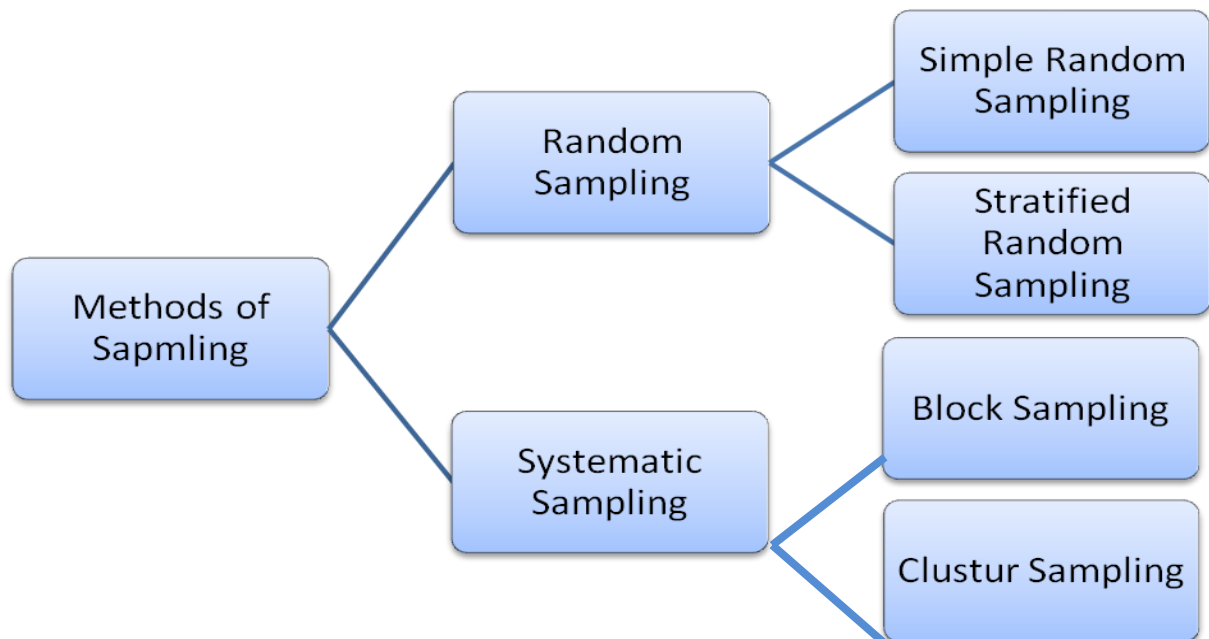 Simple Random
Sampling
Random
Sampling
Stratified
Random
Sampling
Methods of
Sapmling
Block Sampling
Systematic
Sampling
Clustur Sampling